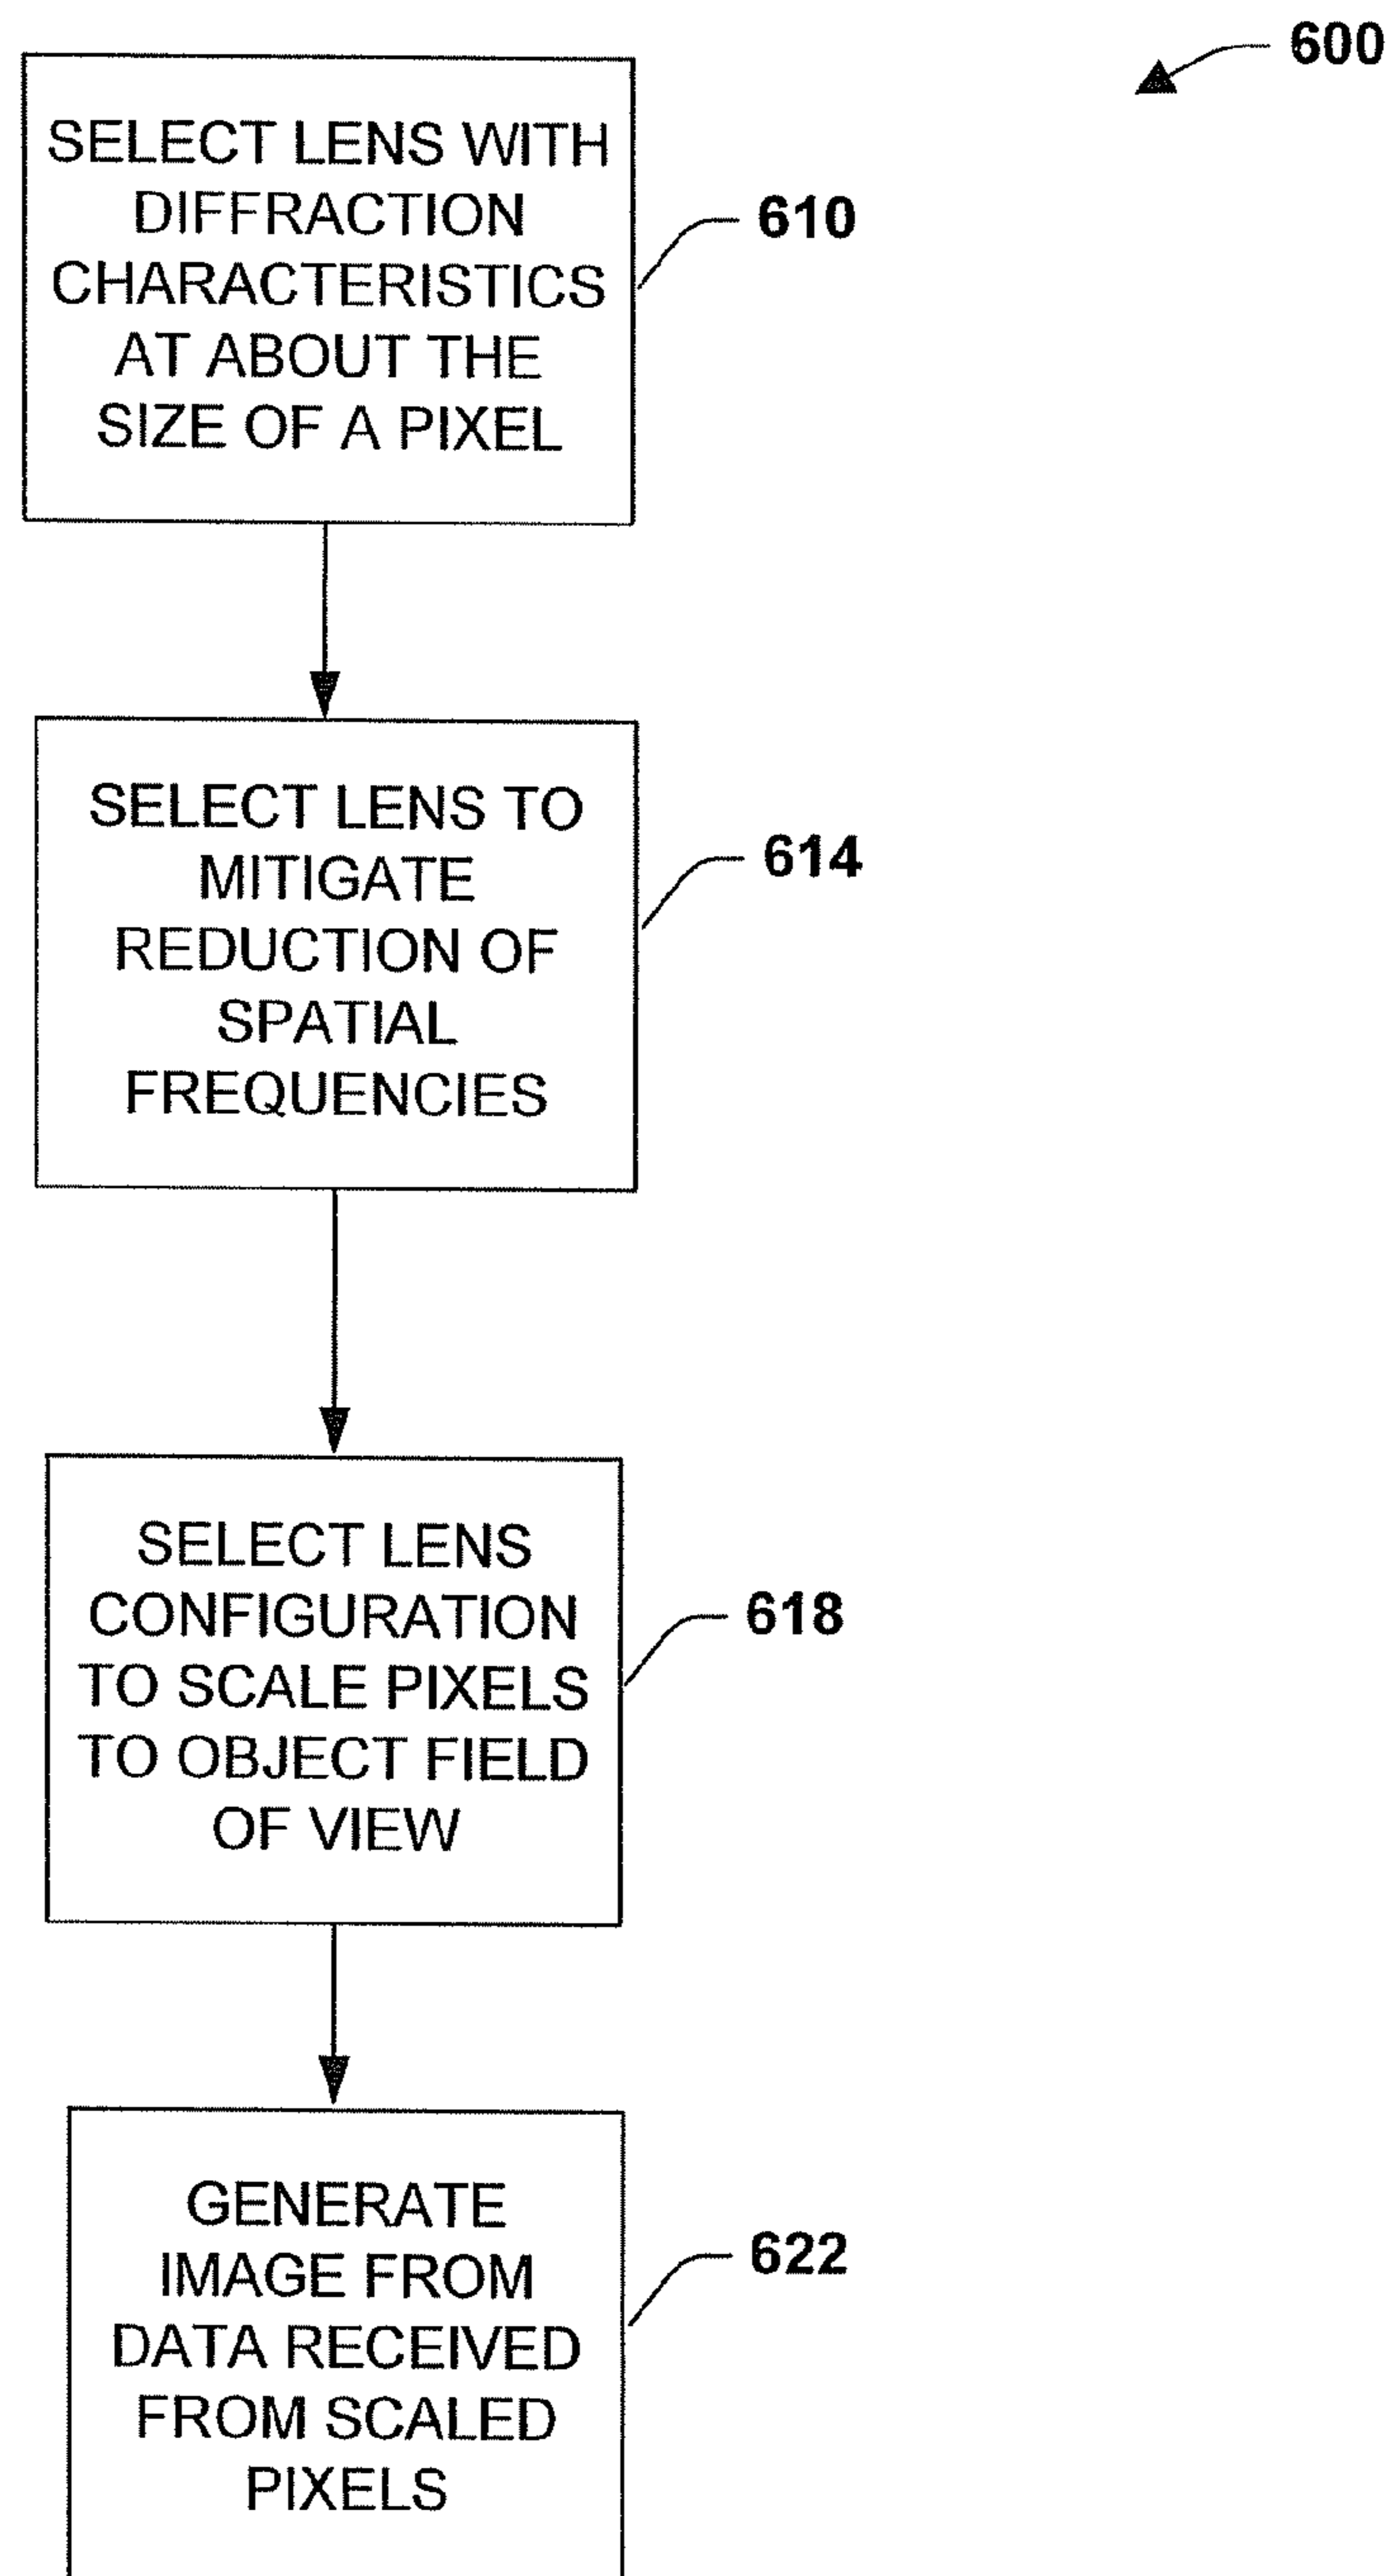 600
SELECT LENS WITH
DIFFRACTION
CHARACTERISTICS
AT ABOUT THE
SIZE OF A PIXEL
610
SELECT LENS TO
MITIGATE
REDUCTION OF
SPATIAL
FREQUENCIES
614
SELECT LENS
CONFIGURATION
TO SCALE PIXELS
TO OBJECT FIELD
OF VIEW
618
GENERATE
IMAGE FROM
DATA RECEIVED
FROM SCALED
PIXELS
622